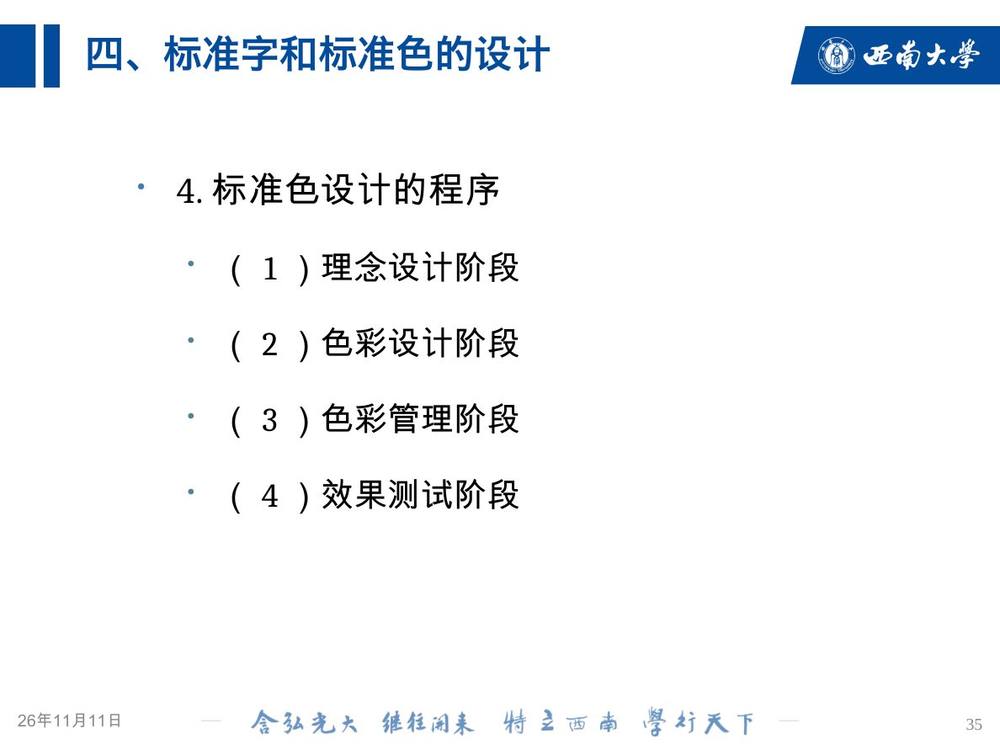 四、标准字和标准色的设计
西南大学
4. 标准色设计的程序
（1）理念设计阶段
（2）色彩设计阶段
（3）色彩管理阶段
（4）效果测试阶段
26年11月11日
含弘光大 继往开来 特立西南 學行天下
35